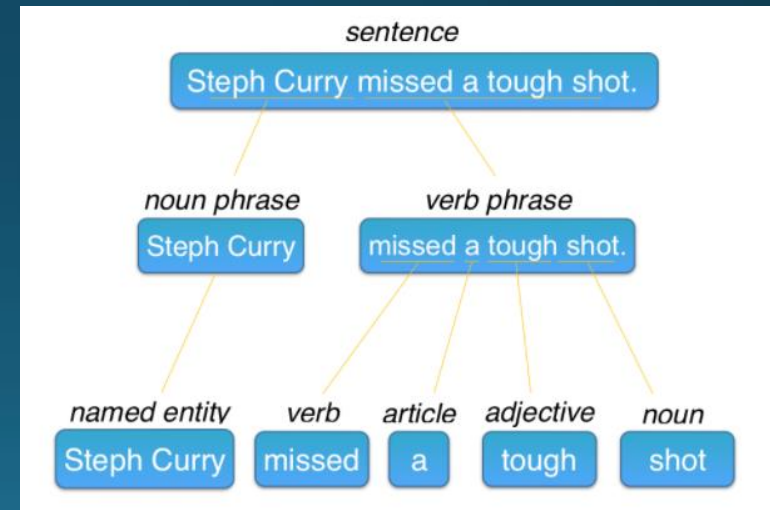 sentence
Steph Curry missed a tough shot.
noun phrase verb phrase
Steph Curry missed a tough shot.
named entity verb article adjective noun
Steph Curry missed a tough shot